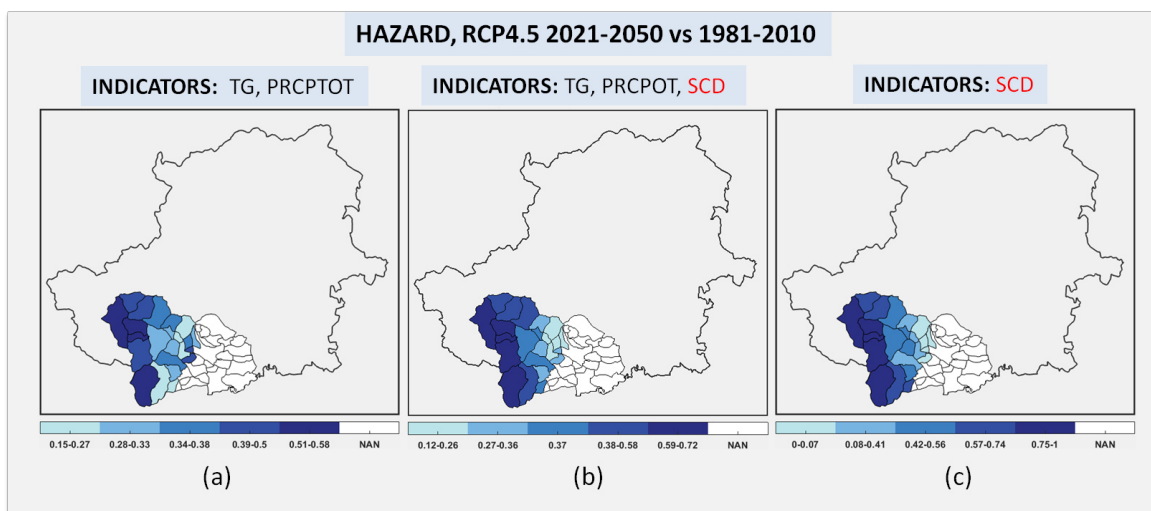 HAZARD, RCP4.5 2021-2050 vs 1981-2010
INDICATORS: TG, PRCPTOT
INDICATORS: TG, PRCPOT, SCD
INDICATORS: SCD
0.15-0.27 0.28-0.33 0.34-0.38 0.39-0.5 0.51-0.58 NAN
0.12-0.26 0.27-0.36 0.37 0.38-0.58 0.59-0.72 NAN
0-0.07 0.08-0.41 0.42-0.56 0.57-0.74 0.75-1 NAN
(a)
(b)
(c)